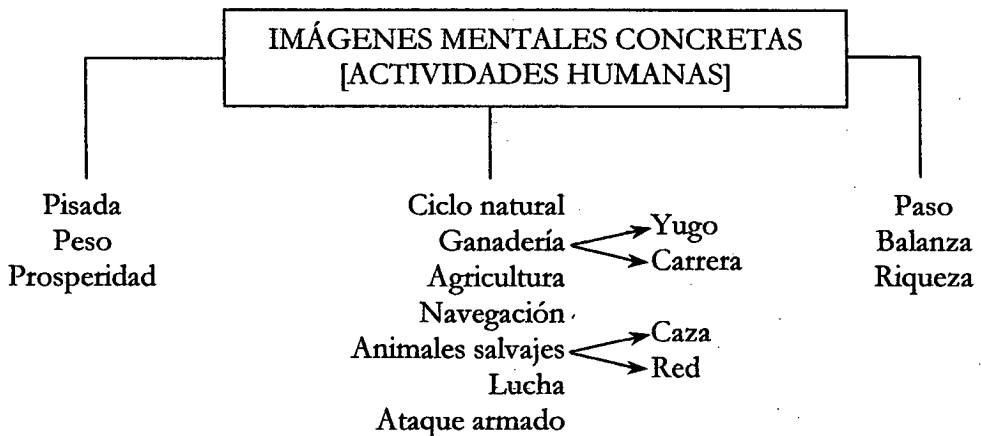 IMÁGENES MENTALES CONCRETAS
[ACTIVIDADES HUMANAS]
Pisada
Peso
Prosperidad
Ciclo natural
Ganadería
Yugo
Carrera
Agricultura
Navegación
Animales salvajes
Caza
Red
Lucha
Ataque armado
Paso
Balanza
Riqueza